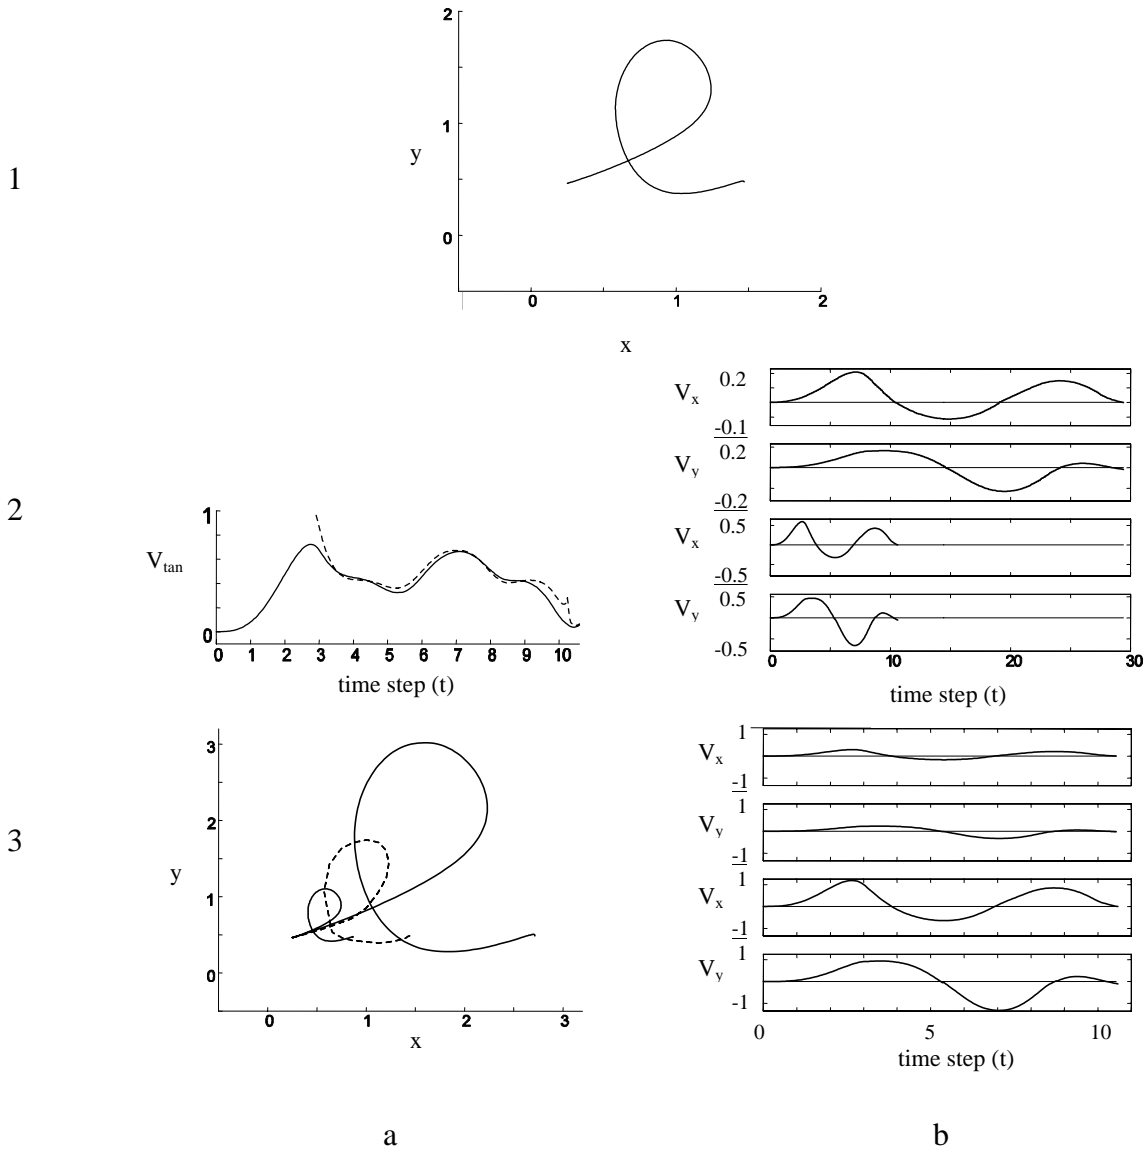 2
1
y
1
0
0 1 2
x
V_x 0.2
-0.1
V_y 0.2
-0.2
2
V_x 0.5
-0.5
V_y 0.5
-0.5
0 10 20 30
time step (t)
1
V_tan
0
0 1 2 3 4 5 6 7 8 9 10
time step (t)
3
3
2
y
1
0
0 1 2 3
x
V_x 1
-1
V_y 1
-1
V_x 1
-1
V_y 1
-1
0 5 10
time step (t)
a b